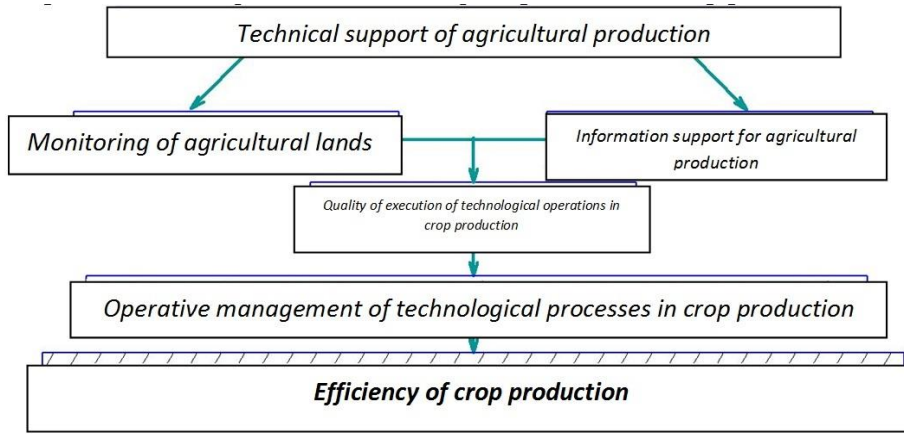 Technical support of agricultural production
Monitoring of agricultural lands
Information support for agricultural
production
Quality of execution of technological operations in
crop production
Operative management of technological processes in crop production
Efficiency of crop production